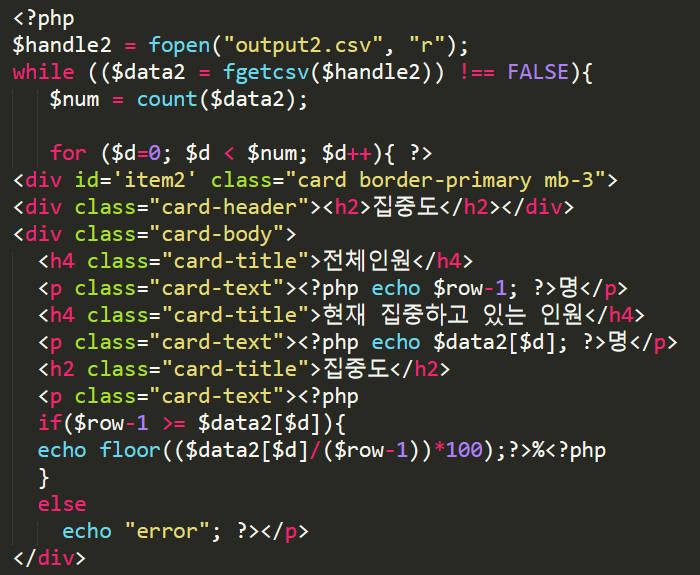 <?php
$handle2 = fopen("output2.csv", "r");
while (($data2 = fgetcsv($handle2)) !== FALSE){
   $num = count($data2);
   for ($d=0; $d < $num; $d++){ ?>
<div id='item2' class="card border-primary mb-3">
<div class="card-header"><h2>집중도</h2></div>
<div class="card-body">
  <h4 class="card-title">전체인원</h4>
  <p class="card-text"><?php echo $row-1; ?>명</p>
  <h4 class="card-title">현재 집중하고 있는 인원</h4>
  <p class="card-text"><?php echo $data2[$d]; ?>명</p>
  <h2 class="card-title">집중도</h2>
  <p class="card-text"><?php
  if($row-1 >= $data2[$d]){
  echo floor(($data2[$d]/($row-1))*100);?>%<?php
  }
  else
    echo "error"; ?></p>
</div>